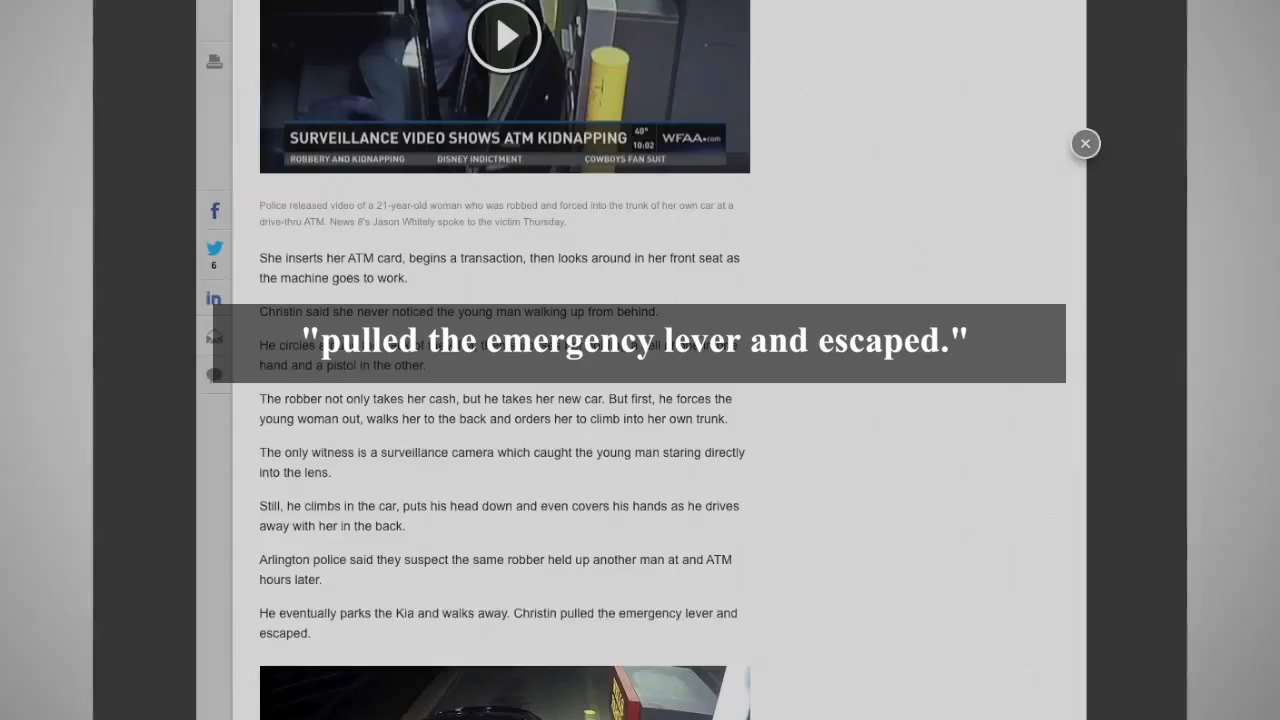 SURVEILLANCE VIDEO SHOWS ATM KIDNAPPING
40°
10:02
WFAA.com
ROBBERY AND KIDNAPPING DISNEY INDICTMENT COWBOYS FAN SUIT
Police released video of a 21-year-old woman who was robbed and forced into the trunk of her own car at a
drive-thru ATM. News 8's Jason Whitely spoke to the victim Thursday.
She inserts her ATM card, begins a transaction, then looks around in her front seat as
the machine goes to work.
Christin said she never noticed the young man walking up from behind.
"pulled the emergency lever and escaped."
He circles
hand and a pistol in the other.
The robber not only takes her cash, but he takes her new car. But first, he forces the
young woman out, walks her to the back and orders her to climb into her own trunk.
The only witness is a surveillance camera which caught the young man staring directly
into the lens.
Still, he climbs in the car, puts his head down and even covers his hands as he drives
away with her in the back.
Arlington police said they suspect the same robber held up another man at and ATM
hours later.
He eventually parks the Kia and walks away. Christin pulled the emergency lever and
escaped.
f
6
in